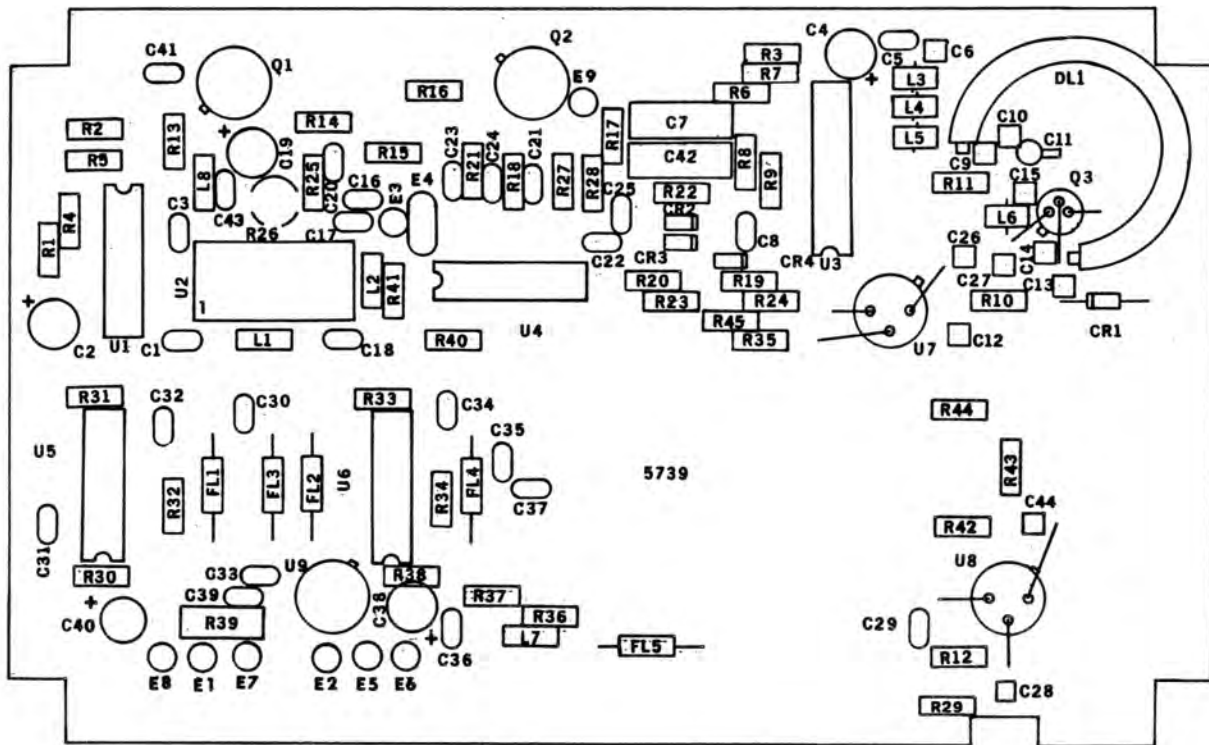 C41
Q1
Q2
E9
C4
+
C5
C6
R3
R7
R6
L3
L4
L5
DL1
R2
R5
R13
+
C19
R14
R16
R15
R17
C7
C42
R8
R9
C10
C11
C9
R11
C15
Q3
L8
C43
R25
C20
C16
C17
E3
E4
C23
R21
C24
R18
C21
R27
R28
C25
C22
R22
CR2
CR3
C8
CR4
U3
L6
C14
C26
C27
C13
R10
CR1
R1
R4
C3
R26
U2
1
L2
R41
R20
R23
R19
R24
R45
R35
U7
C12
+
C2
U1
C1
L1
C18
R40
U4
R31
C32
C30
R33
C34
C35
C37
R44
R43
U5
R32
FL1
FL3
FL2
U6
R34
FL4
5739
R42
C44
C31
R30
+
C40
C33
C39
R39
U9
R38
C38
+
R37
R36
L7
C36
FL5
U8
C29
R12
C28
R29
E8
E1
E7
E2
E5
E6